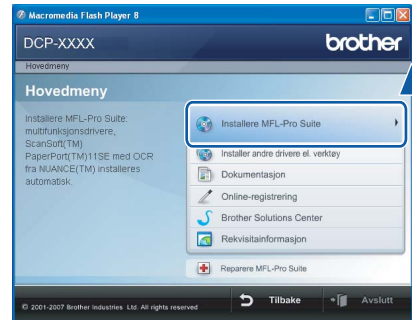 Macromedia Flash Player 8
DCP-XXXX
brother
Hovedmeny
Hovedmeny
Installere MFL-Pro Suite:
multifunksjonsdrivere,
ScanSoft(TM)
PaperPort(TM)11SE med OCR
fra NUANCE(TM) installeres
automatisk.
Installere MFL-Pro Suite
Installer andre drivere el. verktøy
Dokumentasjon
Online-registrering
Brother Solutions Center
Rekvisitainformasjon
Reparere MFL-Pro Suite
© 2001-2007 Brother Industries. Ltd. All rights reserved
Tilbake
Avslutt